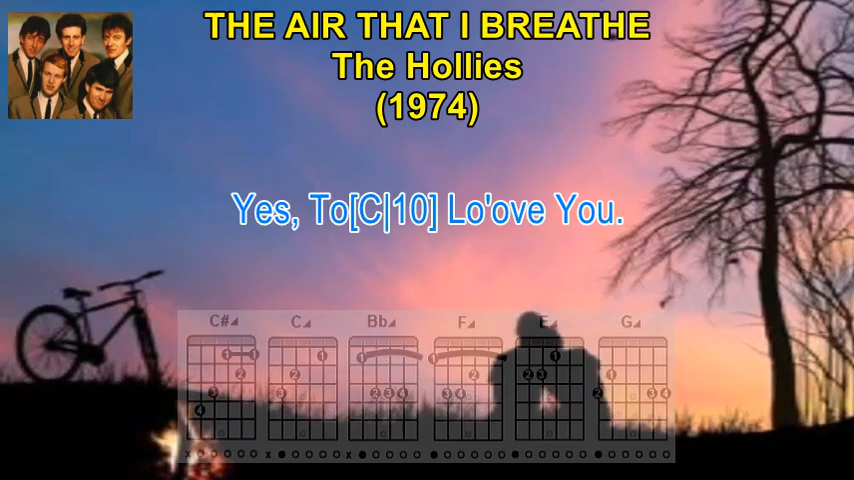 THE AIR THAT I BREATHE
The Hollies
(1974)
Yes, To[C|10] Lo'ove You.
C# C Bb F E G